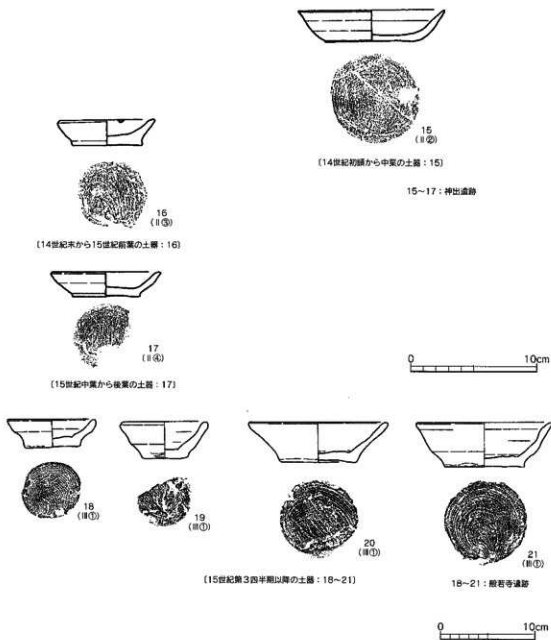 15
(Ⅱ②)
[14世紀初頭から中葉の土器：15]
15〜17：神出遺跡
16
(Ⅱ③)
[14世紀末から15世紀前葉の土器：16]
17
(Ⅱ④)
[15世紀中葉から後葉の土器：17]
0 10cm
18
(Ⅲ①)
19
(Ⅲ①)
20
(Ⅲ①)
21
(Ⅲ①)
[15世紀第３四半期以降の土器：18〜21]
18〜21：般若寺遺跡
0 10cm